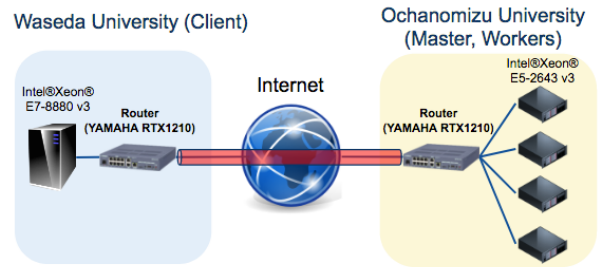 Waseda University (Client)
Ochanomizu University
(Master, Workers)
Intel®Xeon®
E7-8880 v3
Router
(YAMAHA RTX1210)
Internet
Router
(YAMAHA RTX1210)
Intel®Xeon®
E5-2643 v3